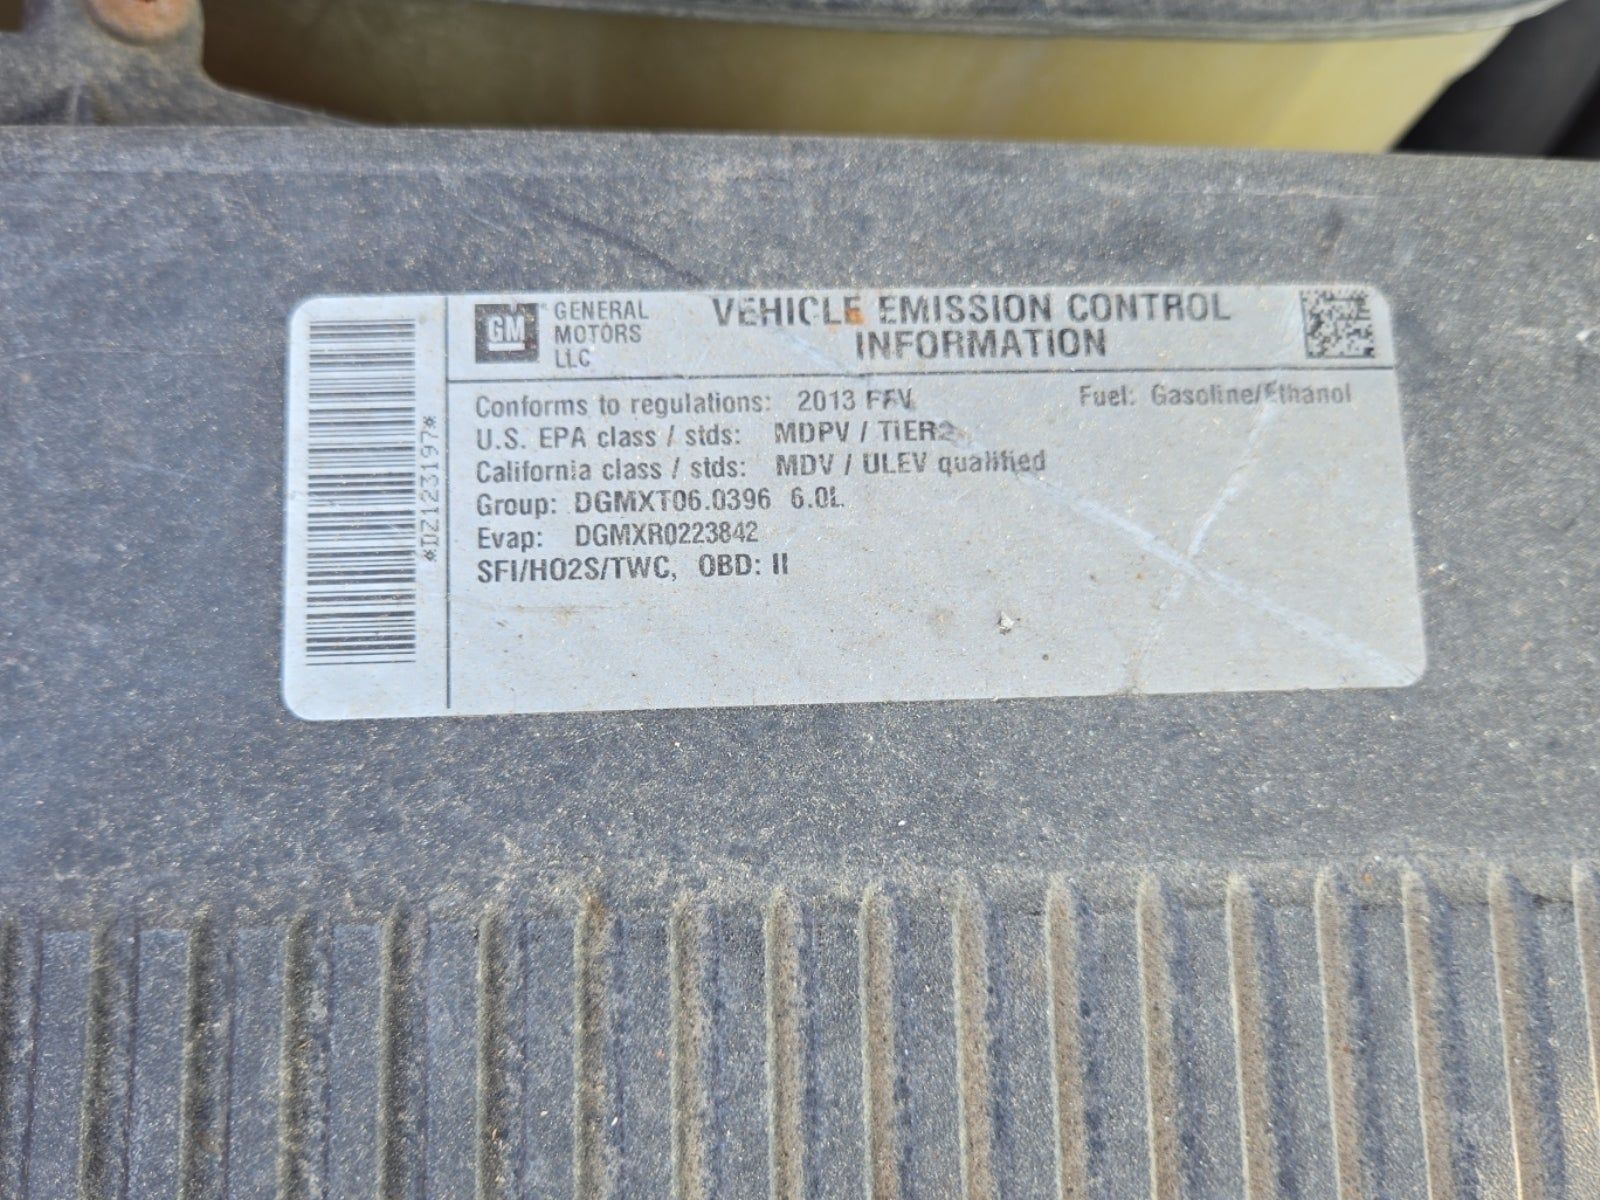 *DZ123197*
GM
GENERAL
MOTORS
LLC
VEHICLE EMISSION CONTROL
INFORMATION
Conforms to regulations: 2013 FFV
Fuel: Gasoline/Ethanol
U.S. EPA class / stds: MDPV / TIER2
California class / stds: MDV / ULEV qualified
Group: DGMXT06.0396 6.0L
Evap: DGMXR0223842
SFI/HO2S/TWC, OBD: II